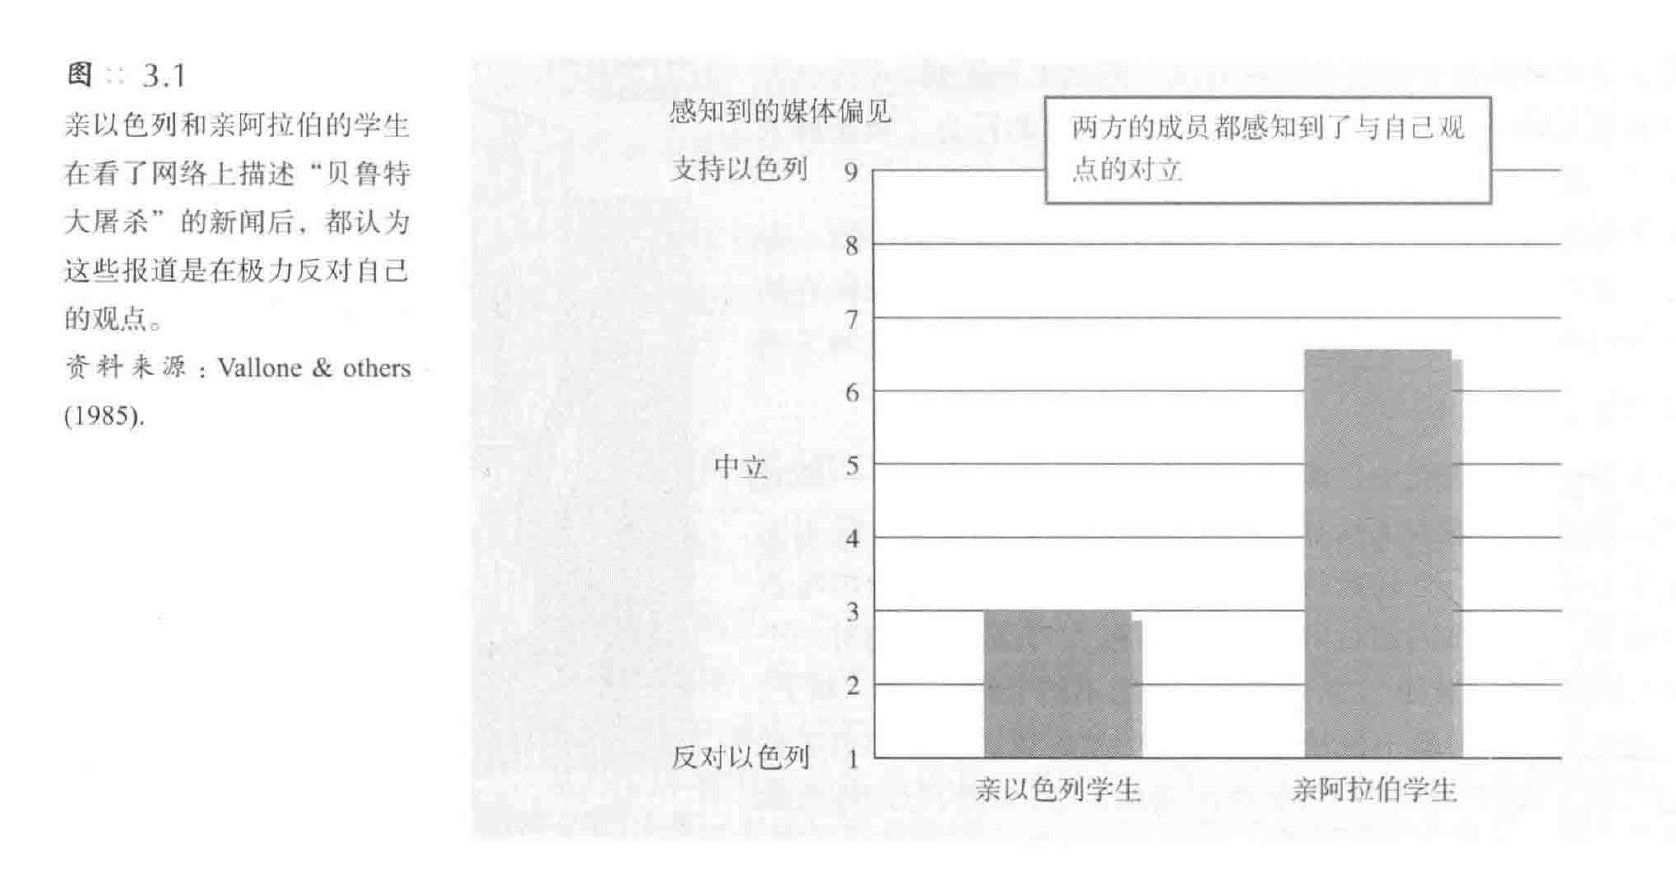 图 :: 3.1
亲以色列和亲阿拉伯的学生
在看了网络上描述“贝鲁特
大屠杀”的新闻后，都认为
这些报道是在极力反对自己
的观点。
资料来源：Vallone & others
(1985).
感知到的媒体偏见
两方的成员都感知到了与自己观
点的对立
支持以色列 9
8
7
6
中立 5
4
3
2
反对以色列 1
亲以色列学生 亲阿拉伯学生